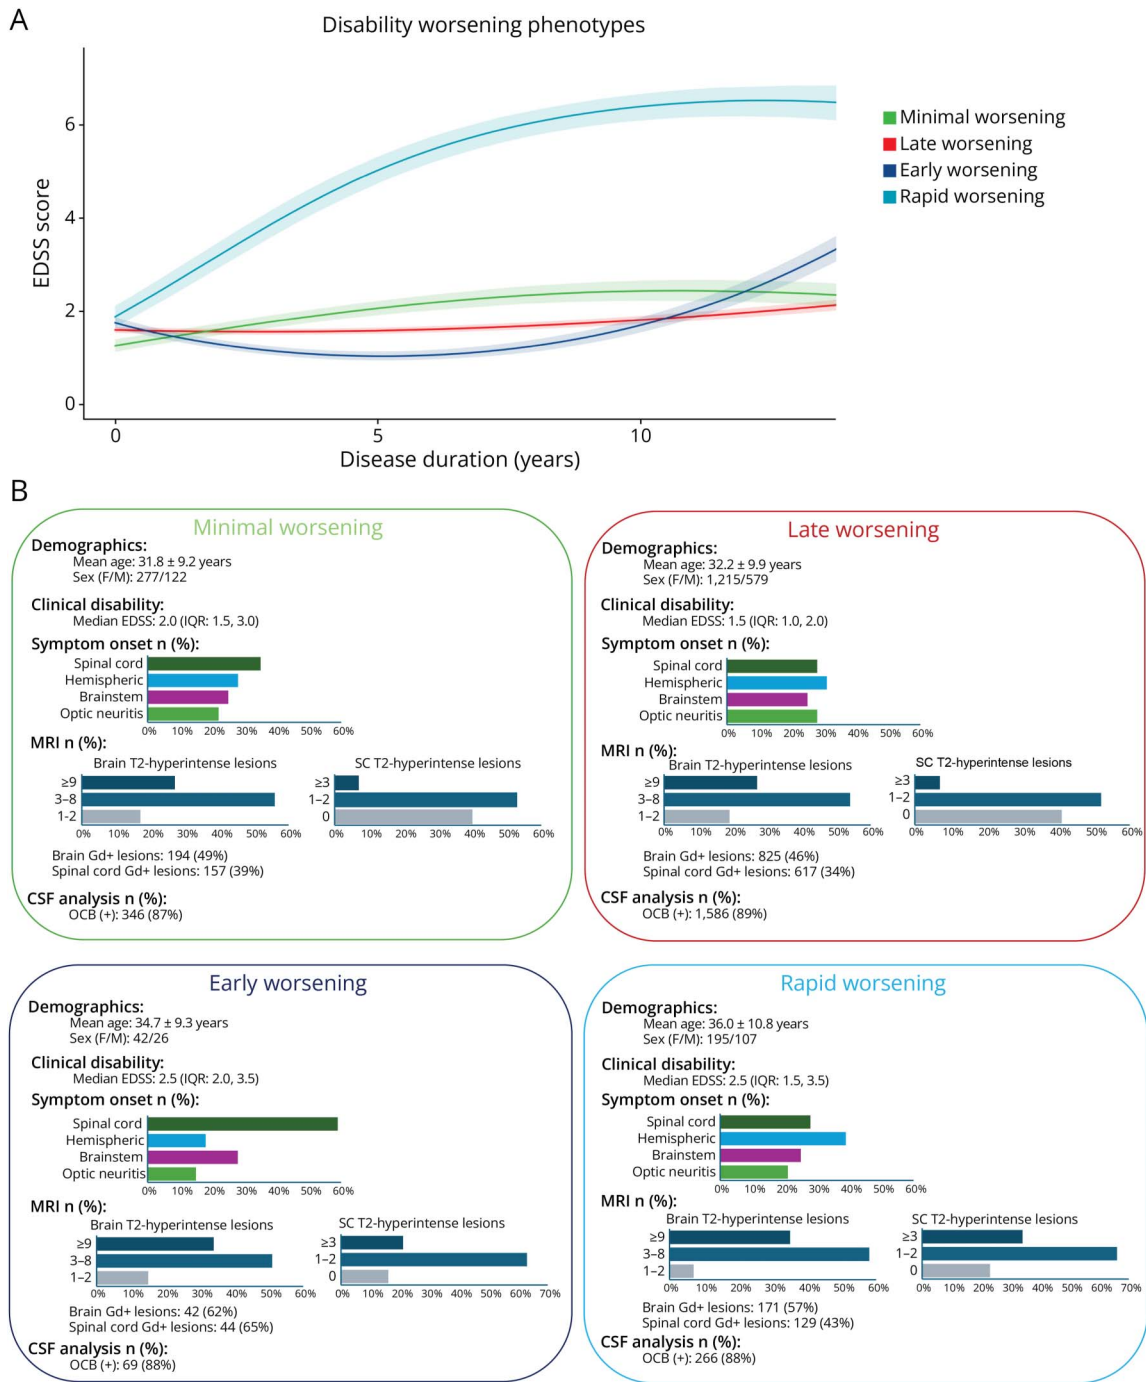 A
Disability worsening phenotypes
EDSS score
6
4
2
0
0 5 10
Disease duration (years)
Minimal worsening
Late worsening
Early worsening
Rapid worsening
B
Minimal worsening
Demographics:
Mean age: 31.8 ± 9.2 years
Sex (F/M): 277/122
Clinical disability:
Median EDSS: 2.0 (IQR: 1.5, 3.0)
Symptom onset n (%):
Spinal cord
Hemispheric
Brainstem
Optic neuritis
0% 10% 20% 30% 40% 50% 60%
MRI n (%):
Brain T2-hyperintense lesions
≥9
3–8
1-2
0% 10% 20% 30% 40% 50% 60%
SC T2-hyperintense lesions
≥3
1–2
0
0% 10% 20% 30% 40% 50% 60%
Brain Gd+ lesions: 194 (49%)
Spinal cord Gd+ lesions: 157 (39%)
CSF analysis n (%):
OCB (+): 346 (87%)
Late worsening
Demographics:
Mean age: 32.2 ± 9.9 years
Sex (F/M): 1,215/579
Clinical disability:
Median EDSS: 1.5 (IQR: 1.0, 2.0)
Symptom onset n (%):
Spinal cord
Hemispheric
Brainstem
Optic neuritis
0% 10% 20% 30% 40% 50% 60%
MRI n (%):
Brain T2-hyperintense lesions
≥9
3–8
1–2
0% 10% 20% 30% 40% 50% 60%
SC T2-hyperintense lesions
≥3
1–2
0
0% 10% 20% 30% 40% 50% 60%
Brain Gd+ lesions: 825 (46%)
Spinal cord Gd+ lesions: 617 (34%)
CSF analysis n (%):
OCB (+): 1,586 (89%)
Early worsening
Demographics:
Mean age: 34.7 ± 9.3 years
Sex (F/M): 42/26
Clinical disability:
Median EDSS: 2.5 (IQR: 2.0, 3.5)
Symptom onset n (%):
Spinal cord
Hemispheric
Brainstem
Optic neuritis
0% 10% 20% 30% 40% 50% 60%
MRI n (%):
Brain T2-hyperintense lesions
≥9
3–8
1–2
0% 10% 20% 30% 40% 50% 60%
SC T2-hyperintense lesions
≥3
1–2
0
0% 10% 20% 30% 40% 50% 60% 70%
Brain Gd+ lesions: 42 (62%)
Spinal cord Gd+ lesions: 44 (65%)
CSF analysis n (%):
OCB (+): 69 (88%)
Rapid worsening
Demographics:
Mean age: 36.0 ± 10.8 years
Sex (F/M): 195/107
Clinical disability:
Median EDSS: 2.5 (IQR: 1.5, 3.5)
Symptom onset n (%):
Spinal cord
Hemispheric
Brainstem
Optic neuritis
0% 10% 20% 30% 40% 50% 60%
MRI n (%):
Brain T2-hyperintense lesions
≥9
3–8
1–2
0% 10% 20% 30% 40% 50% 60%
SC T2-hyperintense lesions
≥3
1–2
0
0% 10% 20% 30% 40% 50% 60% 70%
Brain Gd+ lesions: 171 (57%)
Spinal cord Gd+ lesions: 129 (43%)
CSF analysis n (%):
OCB (+): 266 (88%)